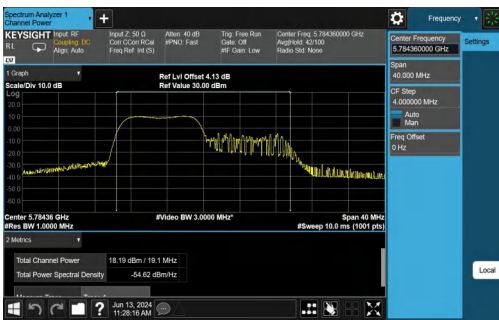 Spectrum Analyzer 1
Channel Power
Frequency
KEYSIGHT
RL
Input: RF
Coupling: DC
Align: Auto
Input Z: 50 Ω
Corr CCorr RCal
Freq Ref: Int (S)
Atten: 40 dB
#PNO: Fast
Trig: Free Run
Gate: Off
#IF Gain: Low
Center Freq: 5.784360000 GHz
Avg|Hold: 42/100
Radio Std: None
Center Frequency
5.784360000 GHz
Settings
Span
40.000 MHz
CF Step
4.000000 MHz
Auto
Man
Freq Offset
0 Hz
1 Graph
Scale/Div 10.0 dB
Ref Lvl Offset 4.13 dB
Ref Value 30.00 dBm
Log
20.0
10.0
0.00
-10.0
-20.0
-30.0
-40.0
-50.0
-60.0
Center 5.78436 GHz
#Res BW 1.0000 MHz
#Video BW 3.0000 MHz*
Span 40 MHz
#Sweep 10.0 ms (1001 pts)
2 Metrics
Total Channel Power 18.19 dBm / 19.1 MHz
Total Power Spectral Density -54.62 dBm/Hz
Local
Jun 13, 2024
11:28:16 AM